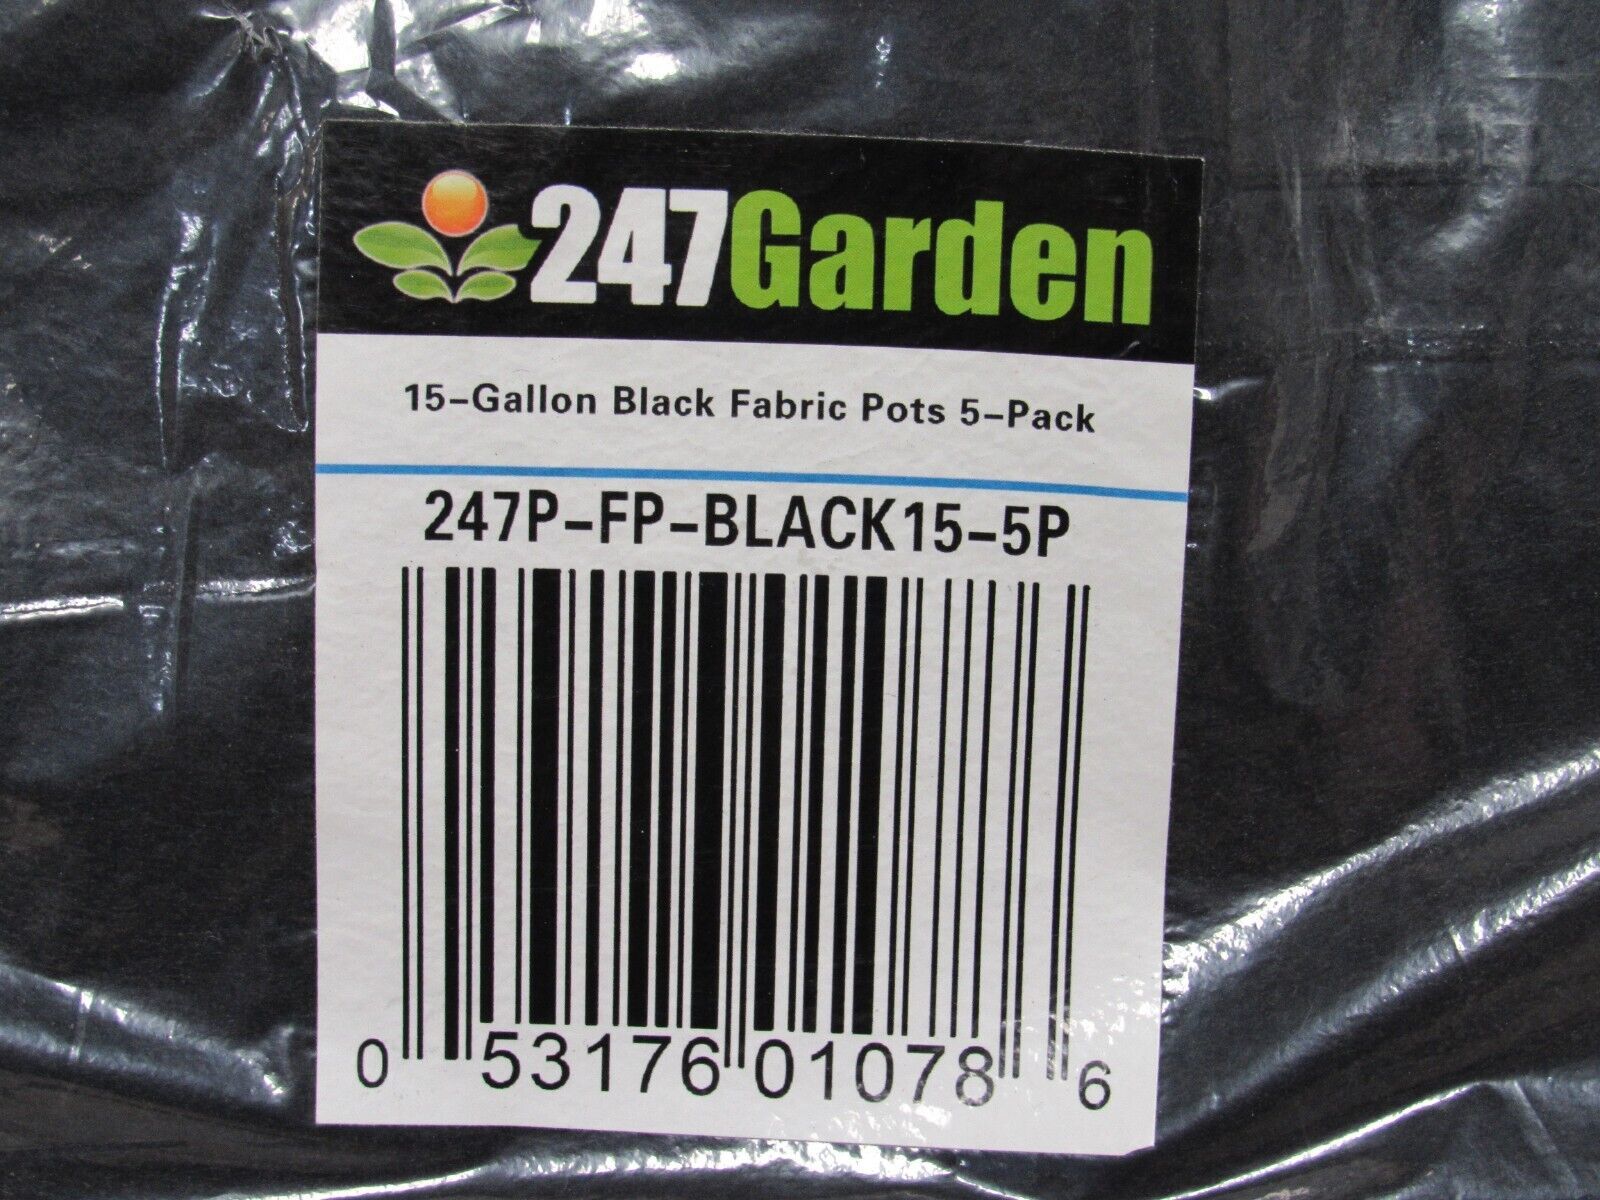 247Garden
15-Gallon Black Fabric Pots 5-Pack
247P-FP-BLACK15-5P
0 53176 01078 6